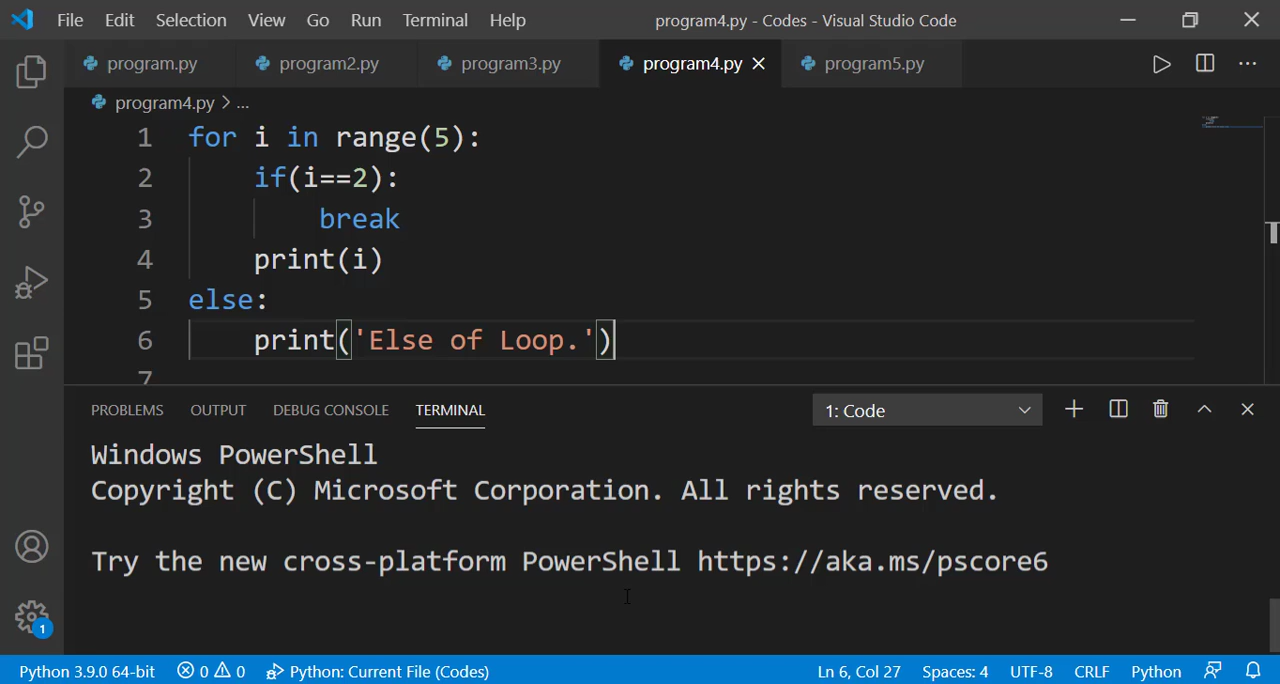 File Edit Selection View Go Run Terminal Help program4.py - Codes - Visual Studio Code
program.py program2.py program3.py program4.py program5.py
program4.py > ...
1 for i in range(5):
2 if(i==2):
3 break
4 print(i)
5 else:
6 print('Else of Loop.')
7
PROBLEMS OUTPUT DEBUG CONSOLE TERMINAL 1: Code
Windows PowerShell
Copyright (C) Microsoft Corporation. All rights reserved.
Try the new cross-platform PowerShell https://aka.ms/pscore6
1
Python 3.9.0 64-bit 0 0 Python: Current File (Codes) Ln 6, Col 27 Spaces: 4 UTF-8 CRLF Python